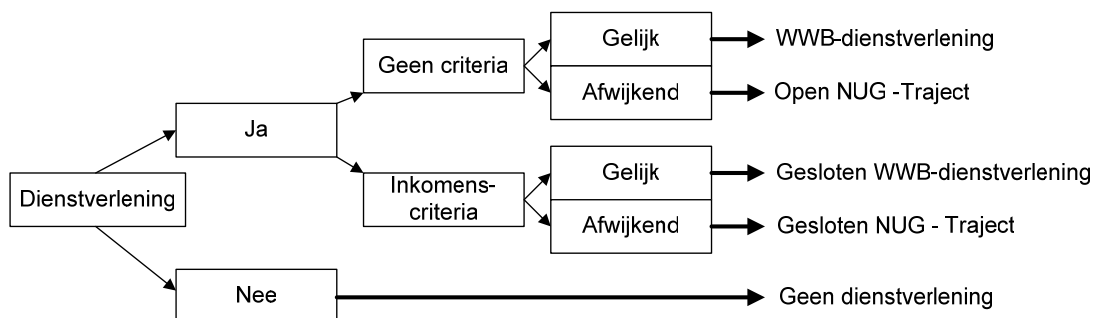 Gelijk
WWB-dienstverlening
Geen criteria
Afwijkend
Open NUG -Traject
Ja
Gelijk
Gesloten WWB-dienstverlening
Dienstverlening
Inkomens-
criteria
Afwijkend
Gesloten NUG - Traject
Nee
Geen dienstverlening